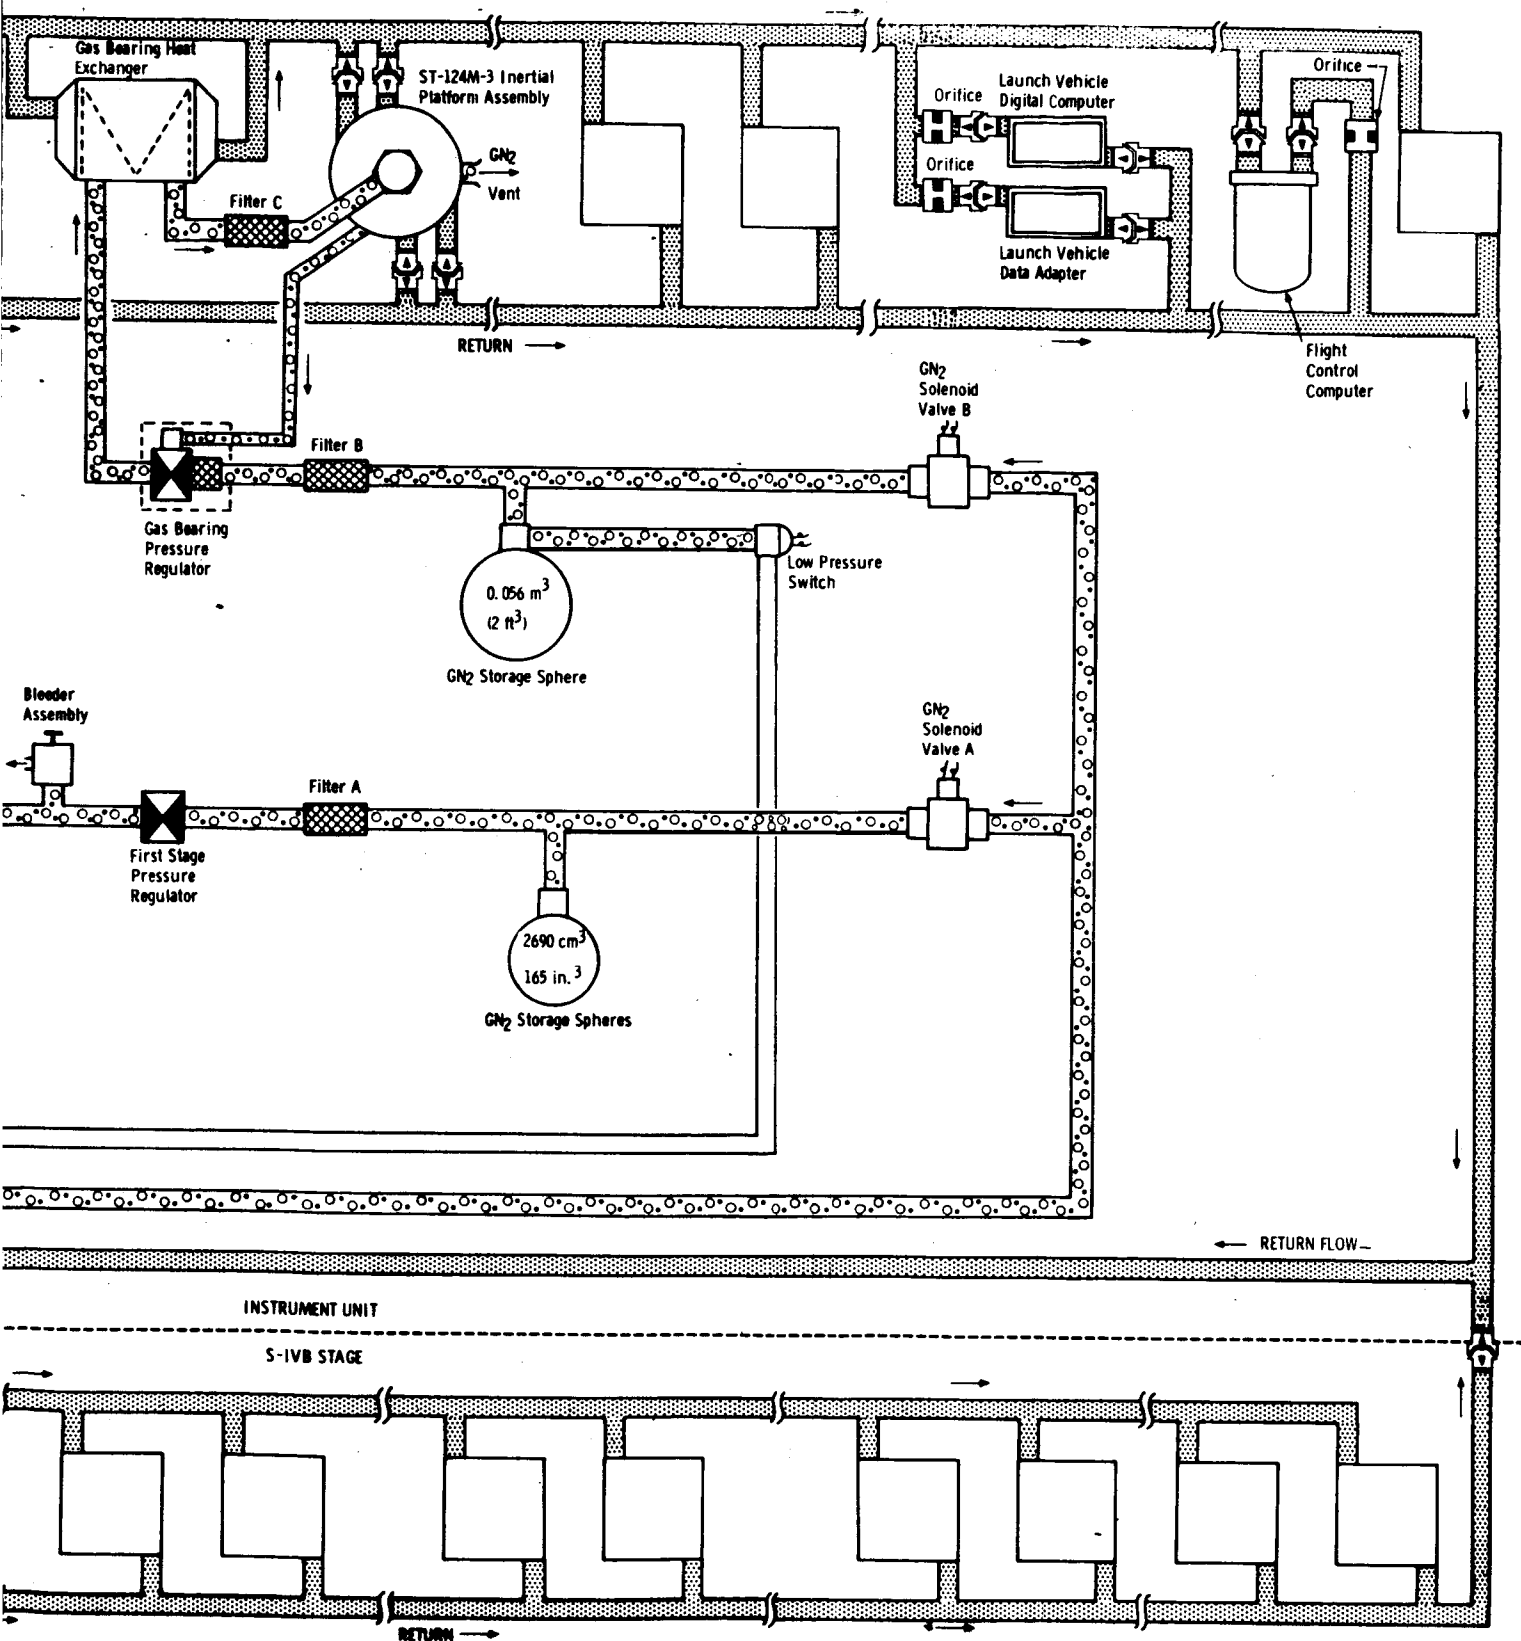 Gas Bearing Heat
Exchanger
ST-124M-3 Inertial
Platform Assembly
GN2
Vent
Filter C
Orifice
Launch Vehicle
Digital Computer
Orifice
Launch Vehicle
Data Adapter
Orifice
Flight
Control
Computer
RETURN
GN2
Solenoid
Valve B
Filter B
Gas Bearing
Pressure
Regulator
Low Pressure
Switch
0.056 m3
(2 ft3)
GN2 Storage Sphere
Bleeder
Assembly
GN2
Solenoid
Valve A
Filter A
First Stage
Pressure
Regulator
2690 cm3
165 in.3
GN2 Storage Spheres
RETURN FLOW
INSTRUMENT UNIT
S-IVB STAGE
RETURN